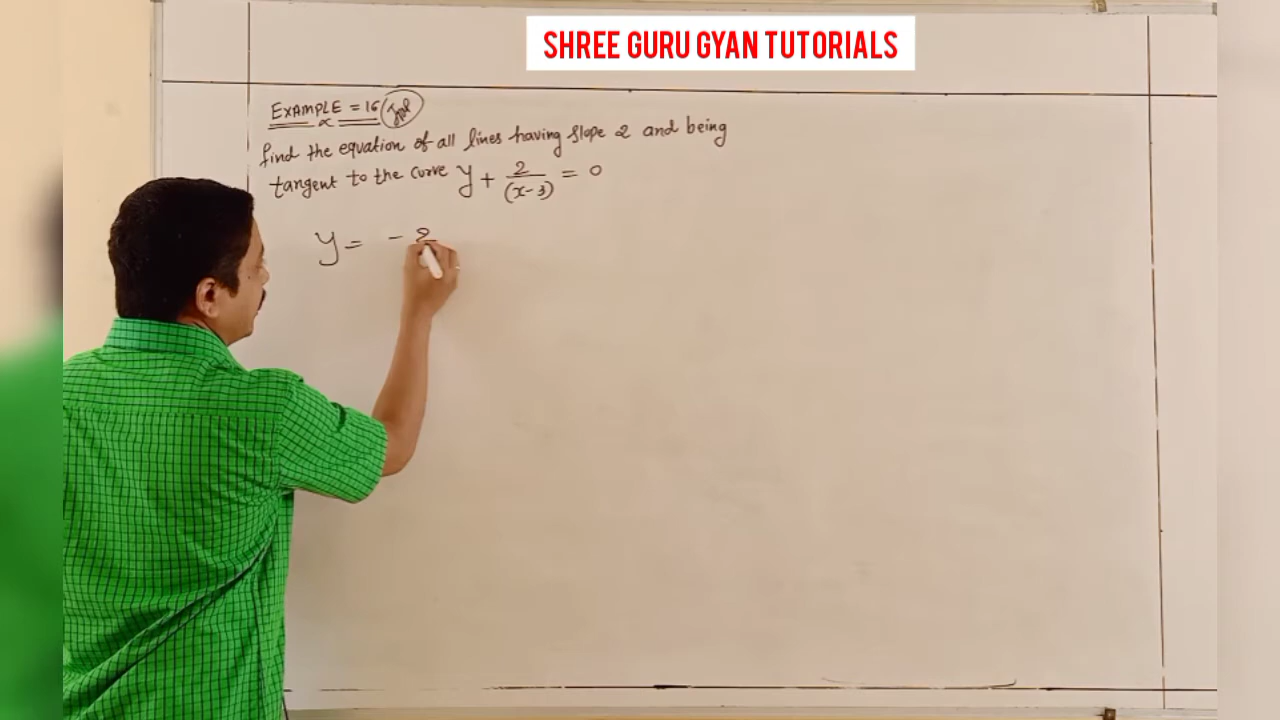 SHREE GURU GYAN TUTORIALS
EXAMPLE = 16
find the equation of all lines having slope 2 and being
tangent to the curve y + 2/(x-3) = 0
y = - 2